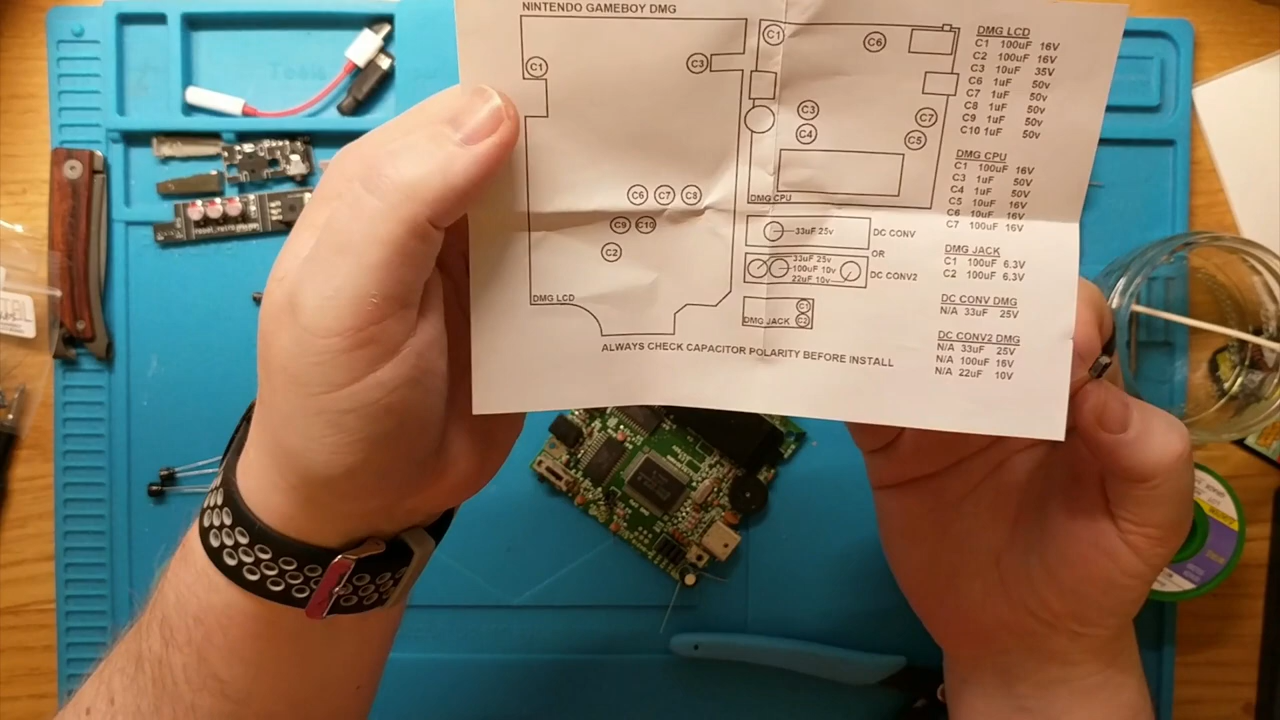 NINTENDO GAMEBOY DMG
C1
C3
C6 C7 C8
C9 C10
C2
DMG LCD
C1
C6
C3
C4
C7
C5
DMG CPU
33uF 25v
DC CONV
OR
33uF 25v
100uF 10v
22uF 10v
DC CONV2
DMG JACK
C1
C2
ALWAYS CHECK CAPACITOR POLARITY BEFORE INSTALL
DMG LCD
C1 100uF 16V
C2 100uF 16V
C3 10uF 35V
C6 1uF 50v
C7 1uF 50v
C8 1uF 50v
C9 1uF 50v
C10 1uF 50v
DMG CPU
C1 100uF 16V
C3 1uF 50V
C4 1uF 50V
C5 10uF 16V
C6 10uF 16V
C7 100uF 16V
DMG JACK
C1 100uF 6.3V
C2 100uF 6.3V
DC CONV DMG
N/A 33uF 25V
DC CONV2 DMG
N/A 33uF 25V
N/A 100uF 16V
N/A 22uF 10V